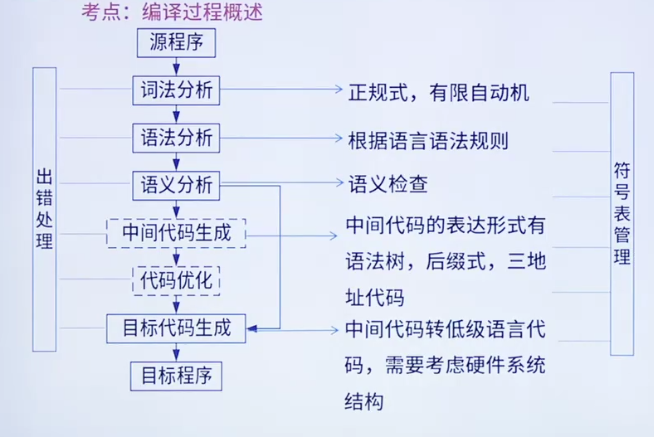 考点：编译过程概述
源程序
词法分析
正规式，有限自动机
语法分析
根据语言语法规则
语义分析
语义检查
中间代码生成
中间代码的表达形式有
语法树，后缀式，三地
址代码
代码优化
目标代码生成
中间代码转低级语言代
码，需要考虑硬件系统
结构
目标程序
出错处理
符号表管理